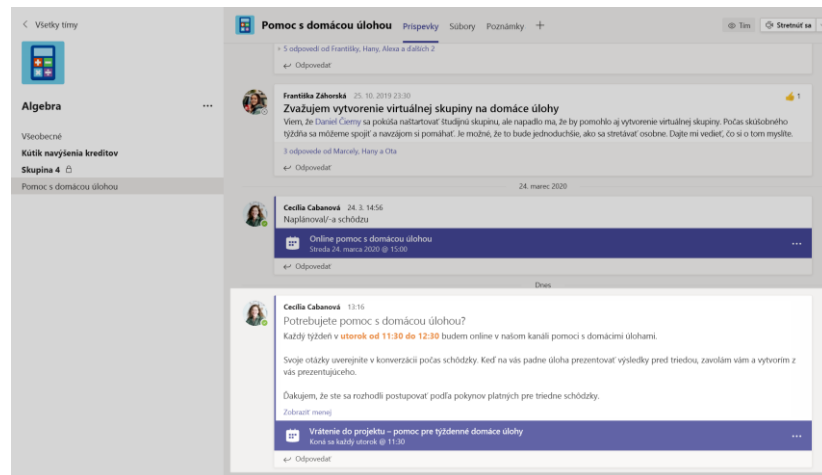 Všetky tímy
Pomoc s domácou úlohou Príspevky Súbory Poznámky
Tím Stretnúť sa
5 odpovedí od Františky, Hany, Alexa a ďalších 2
Odpovedať
Algebra
Všeobecné
Kútik navýšenia kreditov
Skupina 4
Pomoc s domácou úlohou
Františka Záhorská 25. 10. 2019 23:30
1
Zvažujem vytvorenie virtuálnej skupiny na domáce úlohy
Viem, že Daniel Čierny sa pokúša naštartovať študijnú skupinu, ale napadlo ma, že by pomohlo aj vytvorenie virtuálnej skupiny. Počas skúšobného
týždňa sa môžeme spojiť a navzájom si pomáhať. Je možné, že to bude jednoduchšie, ako sa stretávať osobne. Dajte mi vedieť, čo si o tom myslíte.
3 odpovede od Marcely, Hany a Ota
Odpovedať
24. marec 2020
Cecília Cabanová 24. 3. 14:56
Naplánoval/-a schôdzu
Online pomoc s domácou úlohou
Streda 24. marca 2020 @ 15:00
Odpovedať
Dnes
Cecília Cabanová 13:16
Potrebujete pomoc s domácou úlohou?
Každý týždeň v utorok od 11:30 do 12:30 budem online v našom kanáli pomoci s domácimi úlohami.
Svoje otázky uverejnite v konverzácii počas schôdzky. Keď na vás padne úloha prezentovať výsledky pred triedou, zavolám vám a vytvorím z
vás prezentujúceho.
Ďakujem, že ste sa rozhodli postupovať podľa pokynov platných pre triedne schôdzky.
Zobraziť menej
Vrátenie do projektu – pomoc pre týždenné domáce úlohy
Koná sa každý utorok @ 11:30
Odpovedať